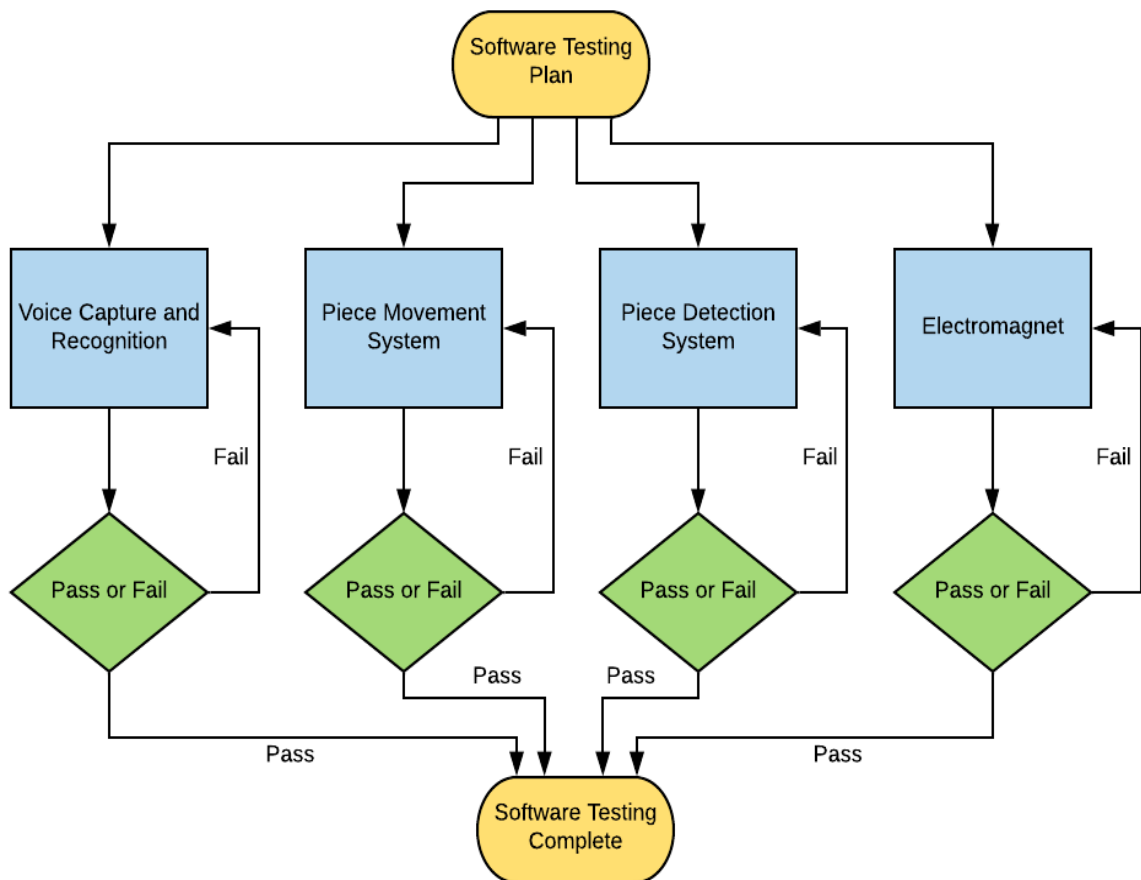 Software Testing
Plan
Voice Capture and
Recognition
Piece Movement
System
Piece Detection
System
Electromagnet
Fail
Fail
Fail
Fail
Pass or Fail
Pass or Fail
Pass or Fail
Pass or Fail
Pass
Pass
Pass
Pass
Software Testing
Complete